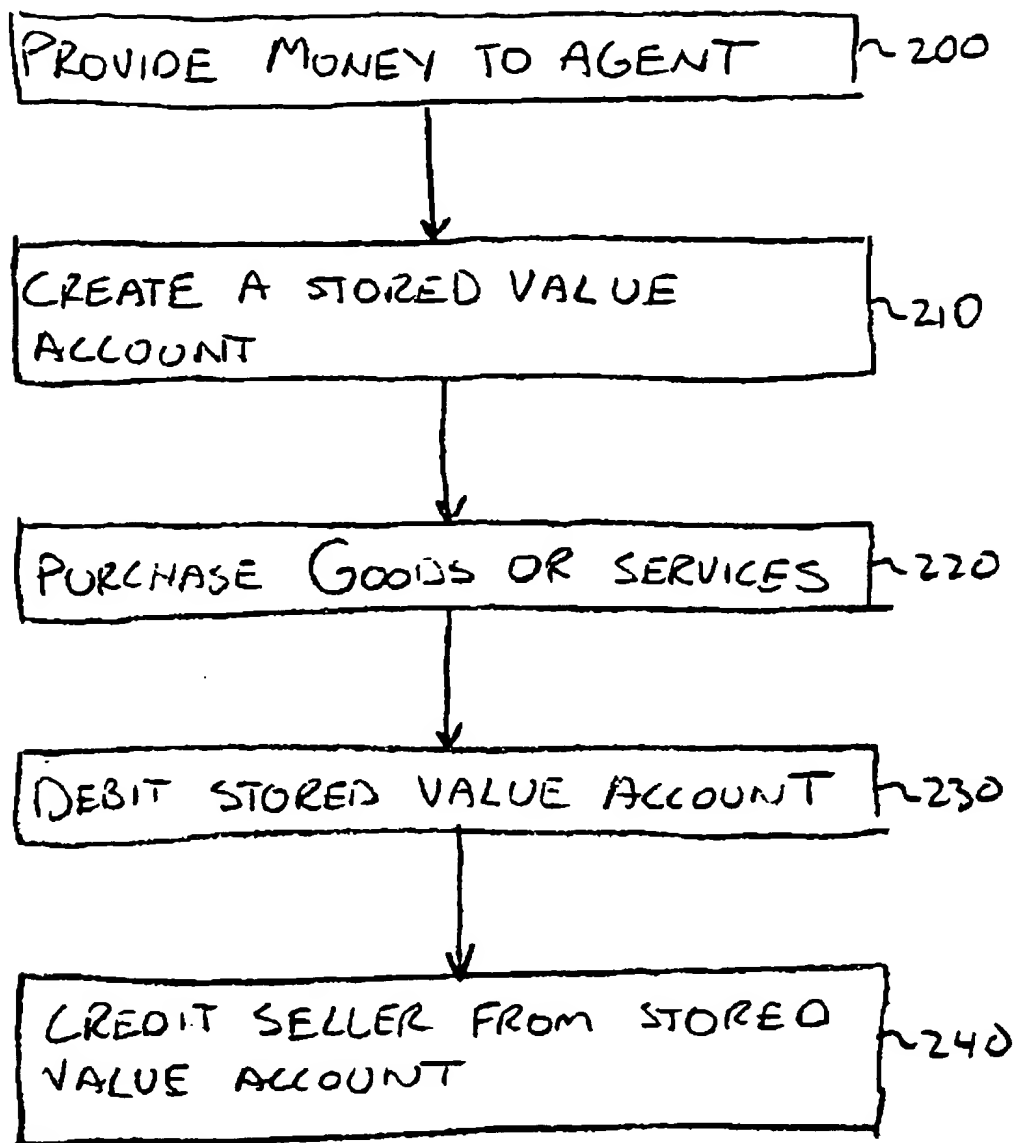 PROVIDE MONEY TO AGENT 200
CREATE A STORED VALUE
ACCOUNT
210
PURCHASE GOODS OR SERVICES 220
DEBIT STORED VALUE ACCOUNT 230
CREDIT SELLER FROM STORED
VALUE ACCOUNT
240